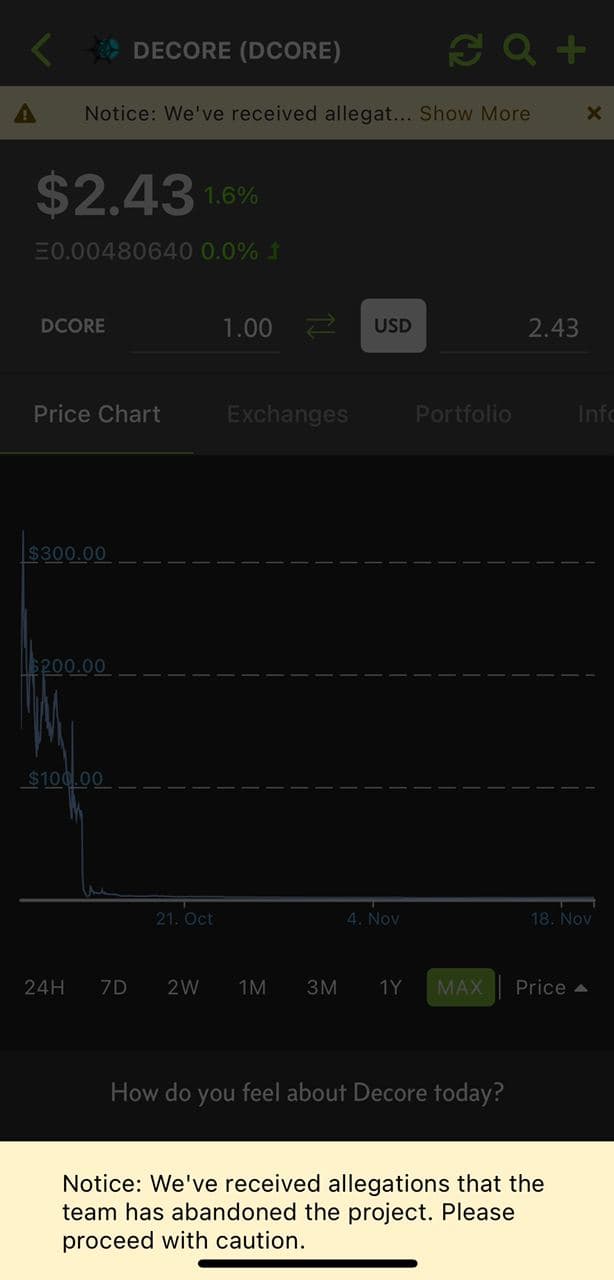 DECORE (DCORE)
Notice: We've received allegat... Show More
$2.43 1.6%
Ξ0.00480640 0.0%
DCORE 1.00 USD 2.43
Price Chart Exchanges Portfolio Info
$300.00
$200.00
$100.00
21. Oct 4. Nov 18. Nov
24H 7D 2W 1M 3M 1Y MAX | Price
How do you feel about Decore today?
Notice: We've received allegations that the
team has abandoned the project. Please
proceed with caution.